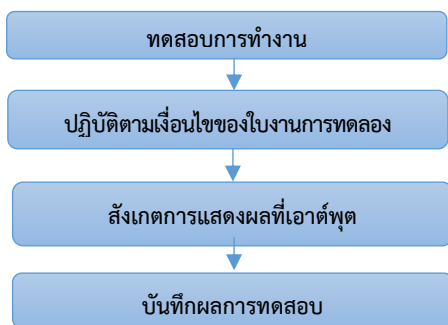 ทดสอบการทำงาน
ปฏิบัติตามเงื่อนไขของใบงานการทดลอง
สังเกตการแสดงผลที่เอาต์พุต
บันทึกผลการทดสอบ